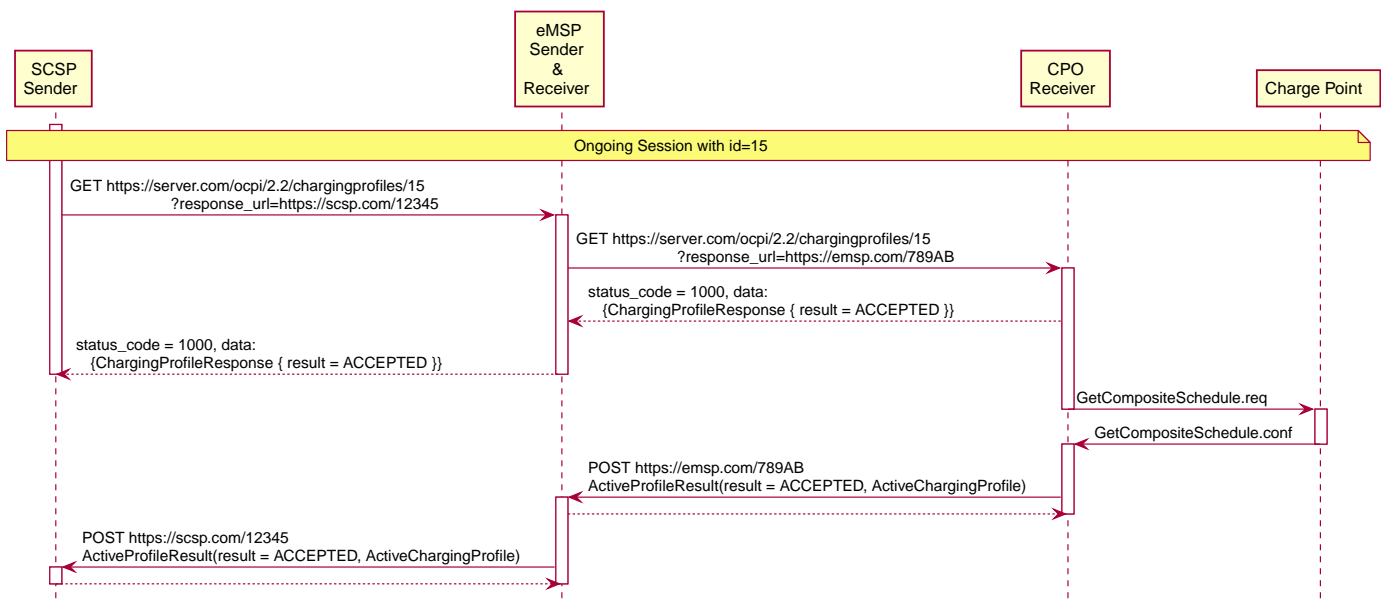 SCSP
Sender
eMSP
Sender
&
Receiver
CPO
Receiver
Charge Point
Ongoing Session with id=15
GET https://server.com/ocpi/2.2/chargingprofiles/15
?response_url=https://scsp.com/12345
GET https://server.com/ocpi/2.2/chargingprofiles/15
?response_url=https://emsp.com/789AB
status_code = 1000, data:
{ChargingProfileResponse { result = ACCEPTED }}
status_code = 1000, data:
{ChargingProfileResponse { result = ACCEPTED }}
GetCompositeSchedule.req
GetCompositeSchedule.conf
POST https://emsp.com/789AB
ActiveProfileResult(result = ACCEPTED, ActiveChargingProfile)
POST https://scsp.com/12345
ActiveProfileResult(result = ACCEPTED, ActiveChargingProfile)